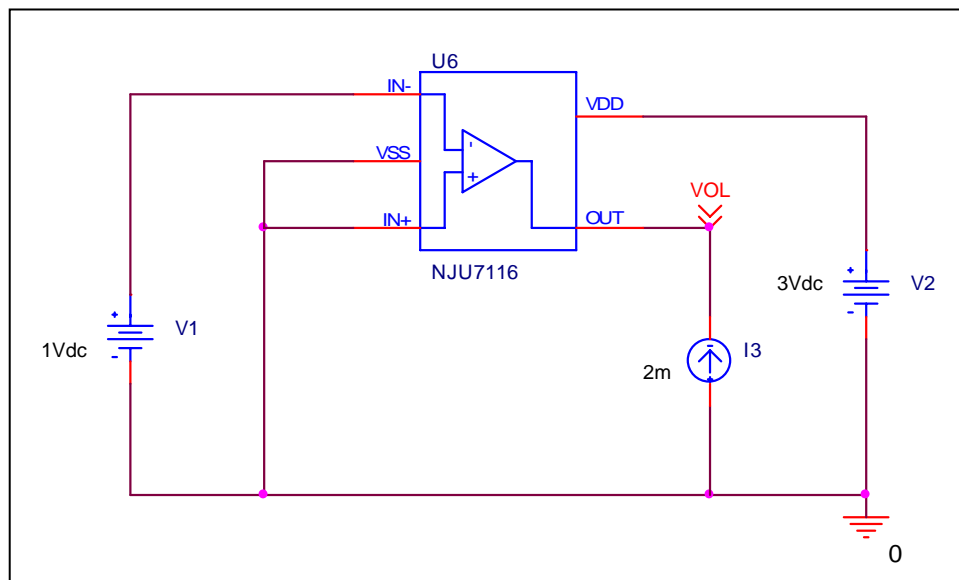 U6
IN-
VDD
VSS
VOL
IN+
OUT
NJU7116
3Vdc
V2
V1
1Vdc
I3
2m
0